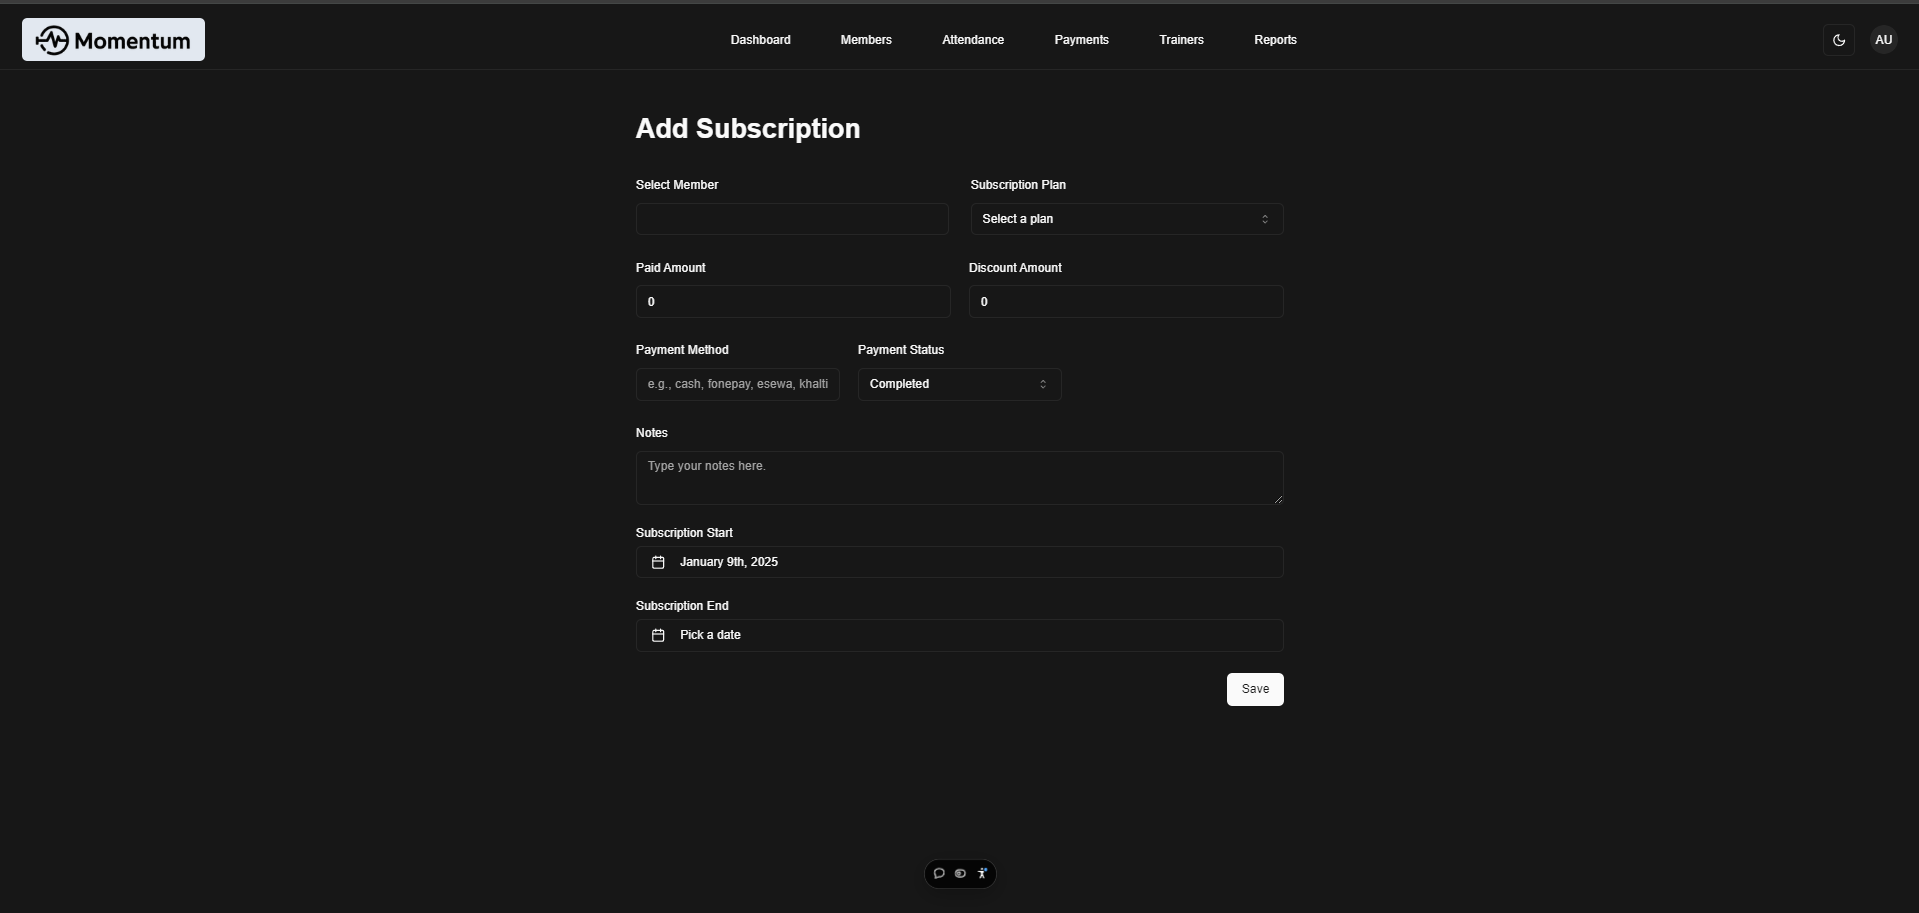 Momentum
Dashboard Members Attendance Payments Trainers Reports
AU
Add Subscription
Select Member Subscription Plan
Select a plan
Paid Amount Discount Amount
0 0
Payment Method Payment Status
e.g., cash, fonepay, esewa, khalti Completed
Notes
Type your notes here.
Subscription Start
January 9th, 2025
Subscription End
Pick a date
Save